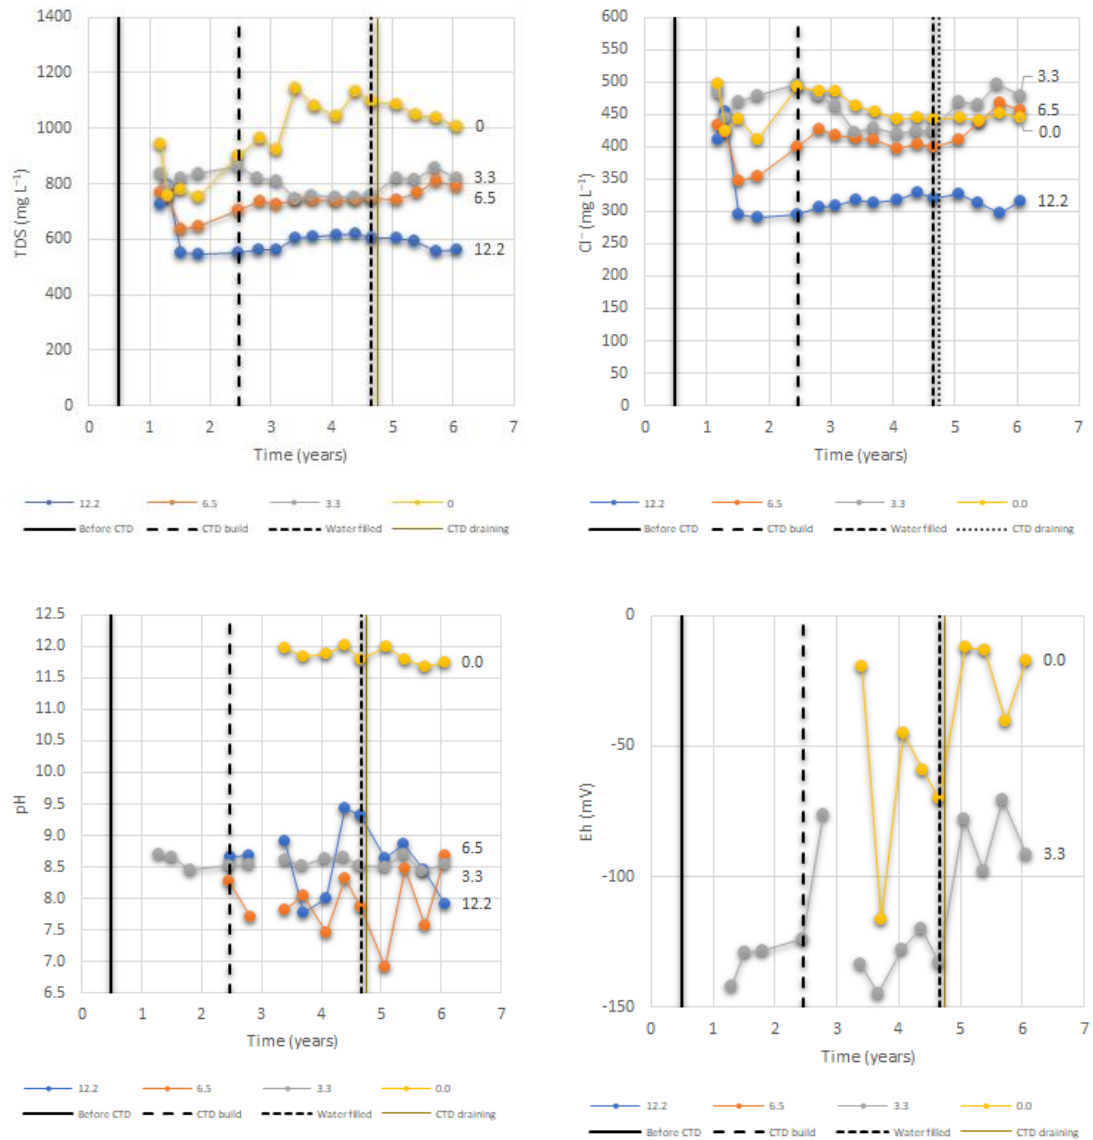 1400
1200
1000
800
600
400
200
0
TDS (mg L⁻¹)
0 1 2 3 4 5 6 7
Time (years)
0
3.3
6.5
12.2
12.2 6.5 3.3 0
Before CTD CTD build Water filled CTD draining
600
550
500
450
400
350
300
250
200
150
100
50
0
Cl⁻ (mg L⁻¹)
0 1 2 3 4 5 6 7
Time (years)
3.3
6.5
0.0
12.2
12.2 6.5 3.3 0.0
Before CTD CTD build Water filled CTD draining
12.5
12.0
11.5
11.0
10.5
10.0
9.5
9.0
8.5
8.0
7.5
7.0
6.5
pH
0 1 2 3 4 5 6 7
Time (years)
0.0
6.5
3.3
12.2
12.2 6.5 3.3 0.0
Before CTD CTD build Water filled CTD draining
0
-50
-100
-150
Eh (mV)
0 1 2 3 4 5 6 7
Time (years)
0.0
3.3
12.2 6.5 3.3 0.0
Before CTD CTD build Water filled CTD draining